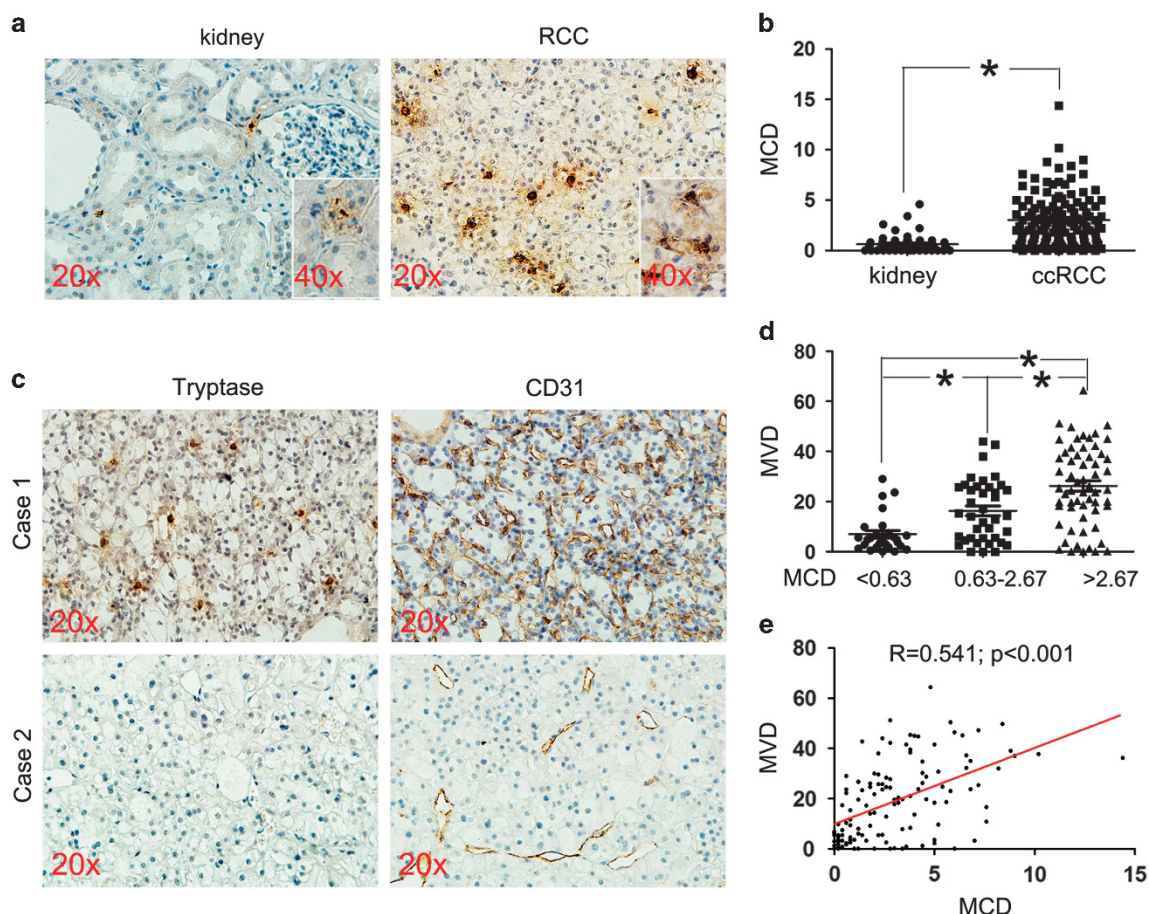 a
kidney
RCC
20x
40x
20x
40x
b
MCD
20
15
10
5
0
*
kidney
ccRCC
c
Tryptase
CD31
Case 1
20x
20x
Case 2
20x
20x
d
MVD
80
60
40
20
0
*
* *
MCD <0.63 0.63-2.67 >2.67
e
R=0.541; p<0.001
MVD
80
60
40
20
0
0 5 10 15
MCD